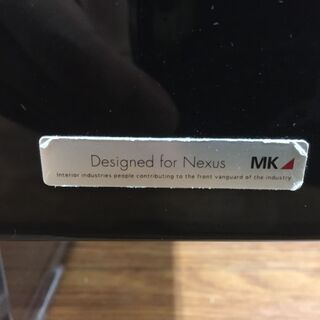 Designed for Nexus MK
Interior industries people contributing to the front vanguard of the industry.